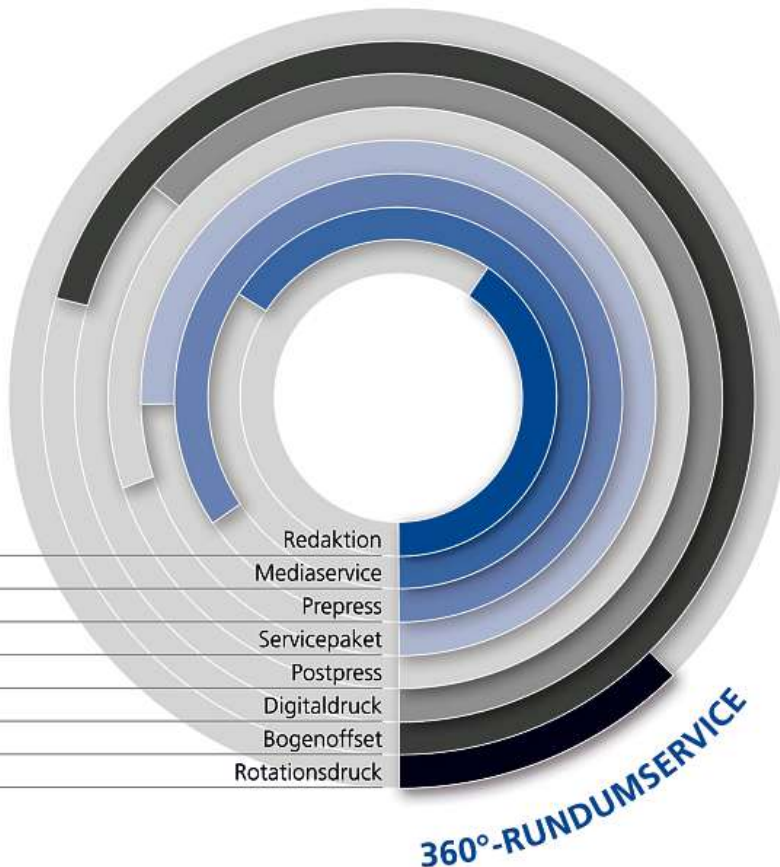 Redaktion
Mediaservice
Prepress
Servicepaket
Postpress
Digitaldruck
Bogenoffset
Rotationsdruck
360°-RUNDUMSERVICE